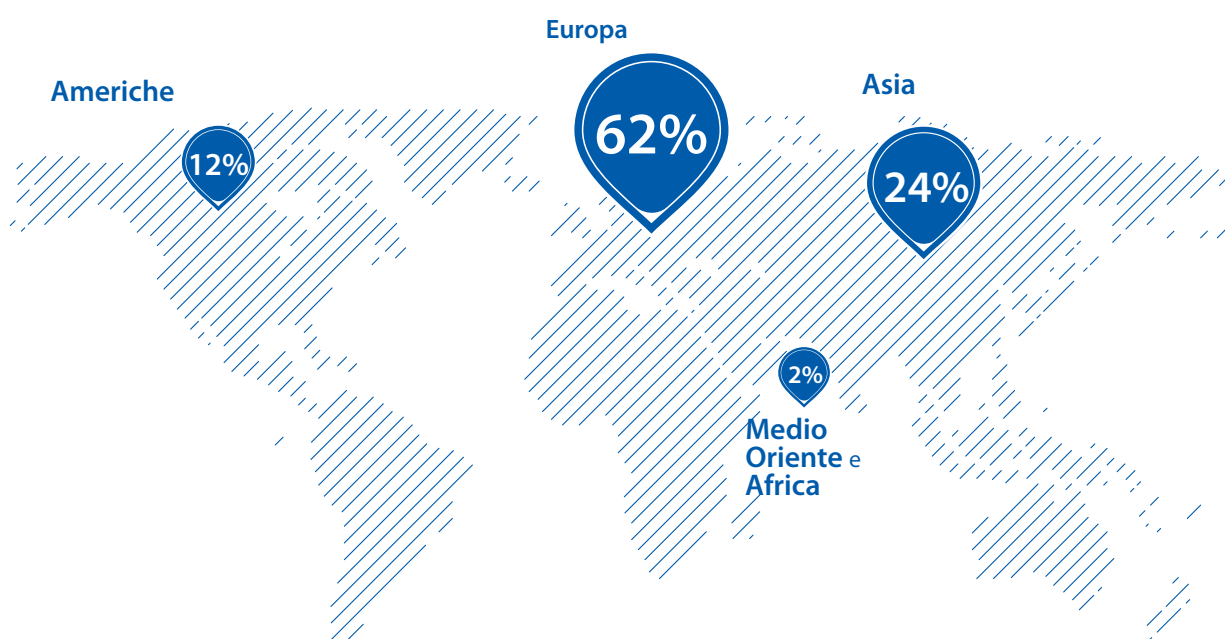 Europa
62%
Americhe
12%
Asia
24%
2%
Medio
Oriente e
Africa